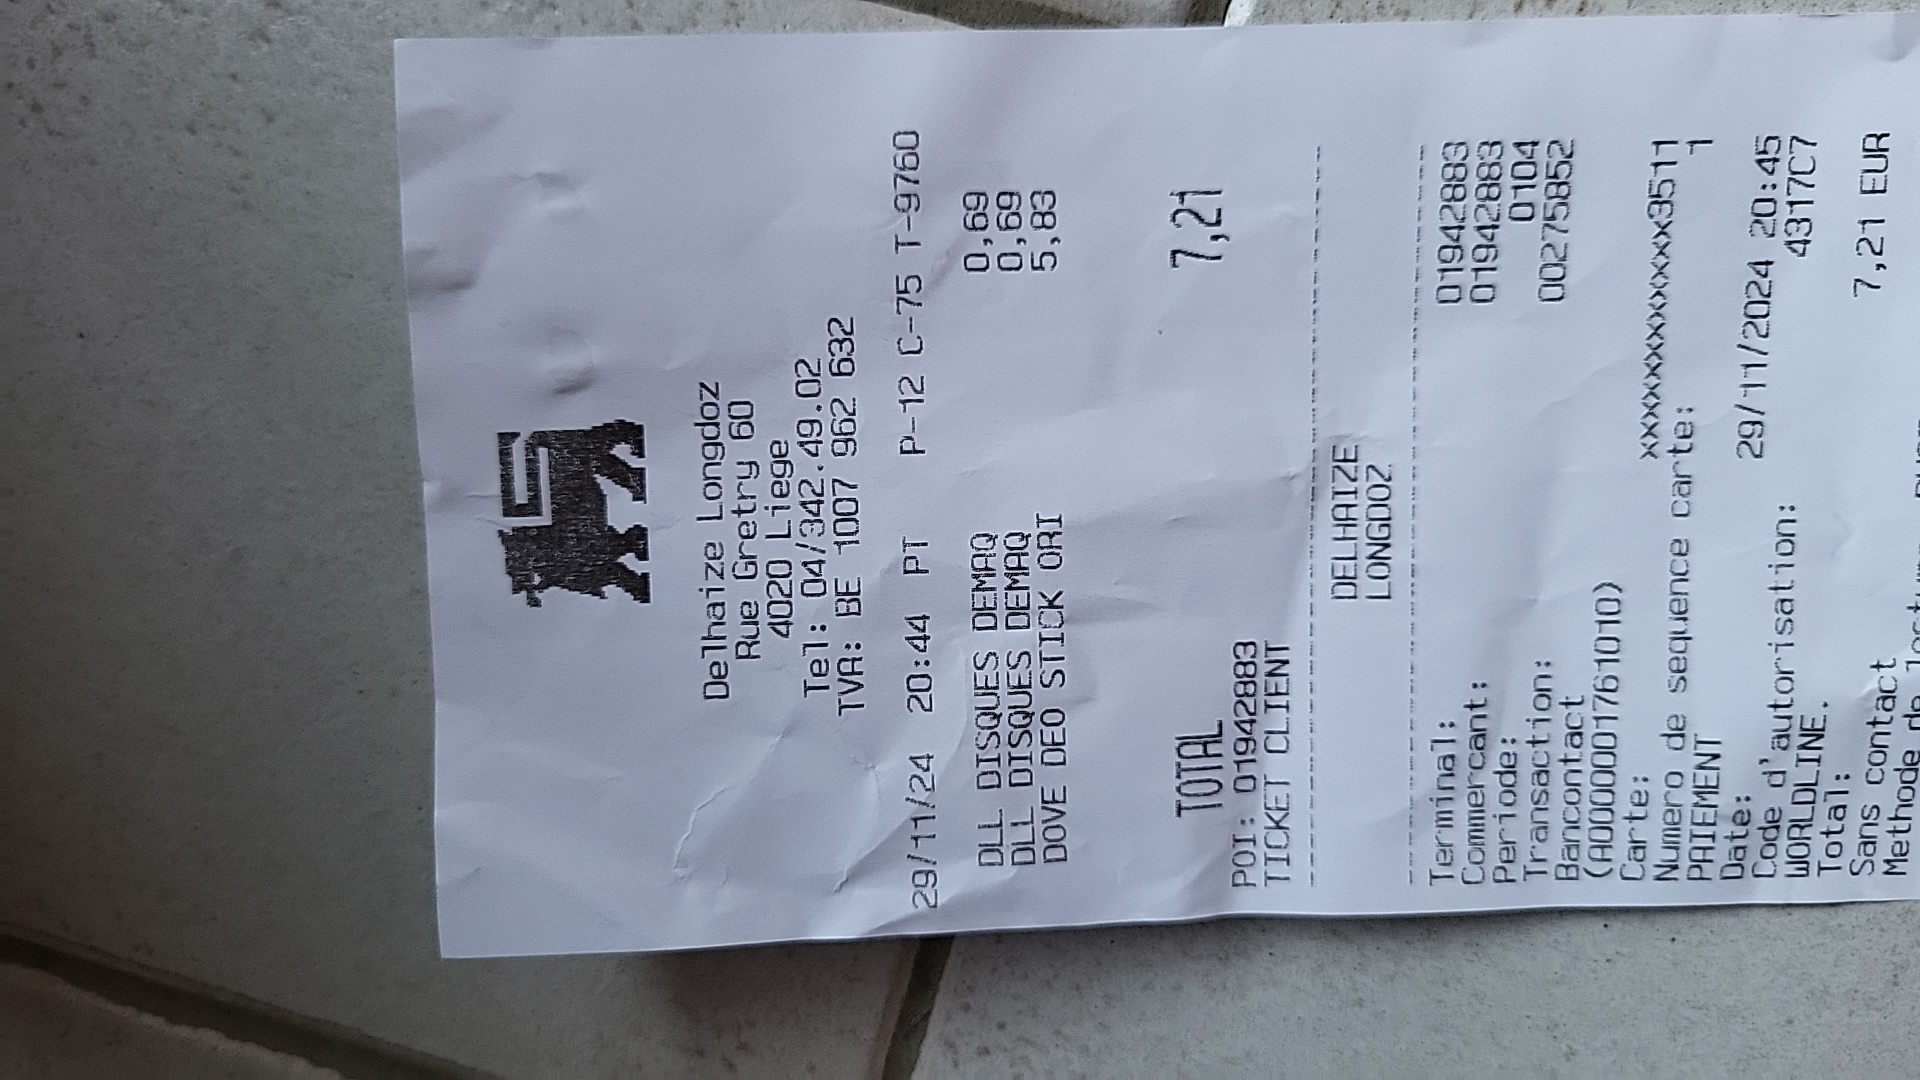 Delhaize Longdoz
Rue Gretry 60
4020 Liege
Tel: 04/342.49.02
TVA: BE 1007 962 632
29/11/24 20:44 PT P-12 C-75 T-9760
DLL DISQUES DEMAQ 0,69
DLL DISQUES DEMAQ 0,69
DOVE DEO STICK ORI 5,83
TOTAL 7,21
POI: 01942883
TICKET CLIENT
DELHAIZE
LONGDOZ
Terminal: 01942883
Commercant: 01942883
Periode: 0104
Transaction: 00275852
Bancontact
(A0000001761010)
Carte: xxxxxxxxxxxxx3511
Numero de sequence carte: 1
PAIEMENT
Date: 29/11/2024 20:45
Code d'autorisation: 4317C7
WORLDLINE.
Total: 7,21 EUR
Sans contact
Methode de